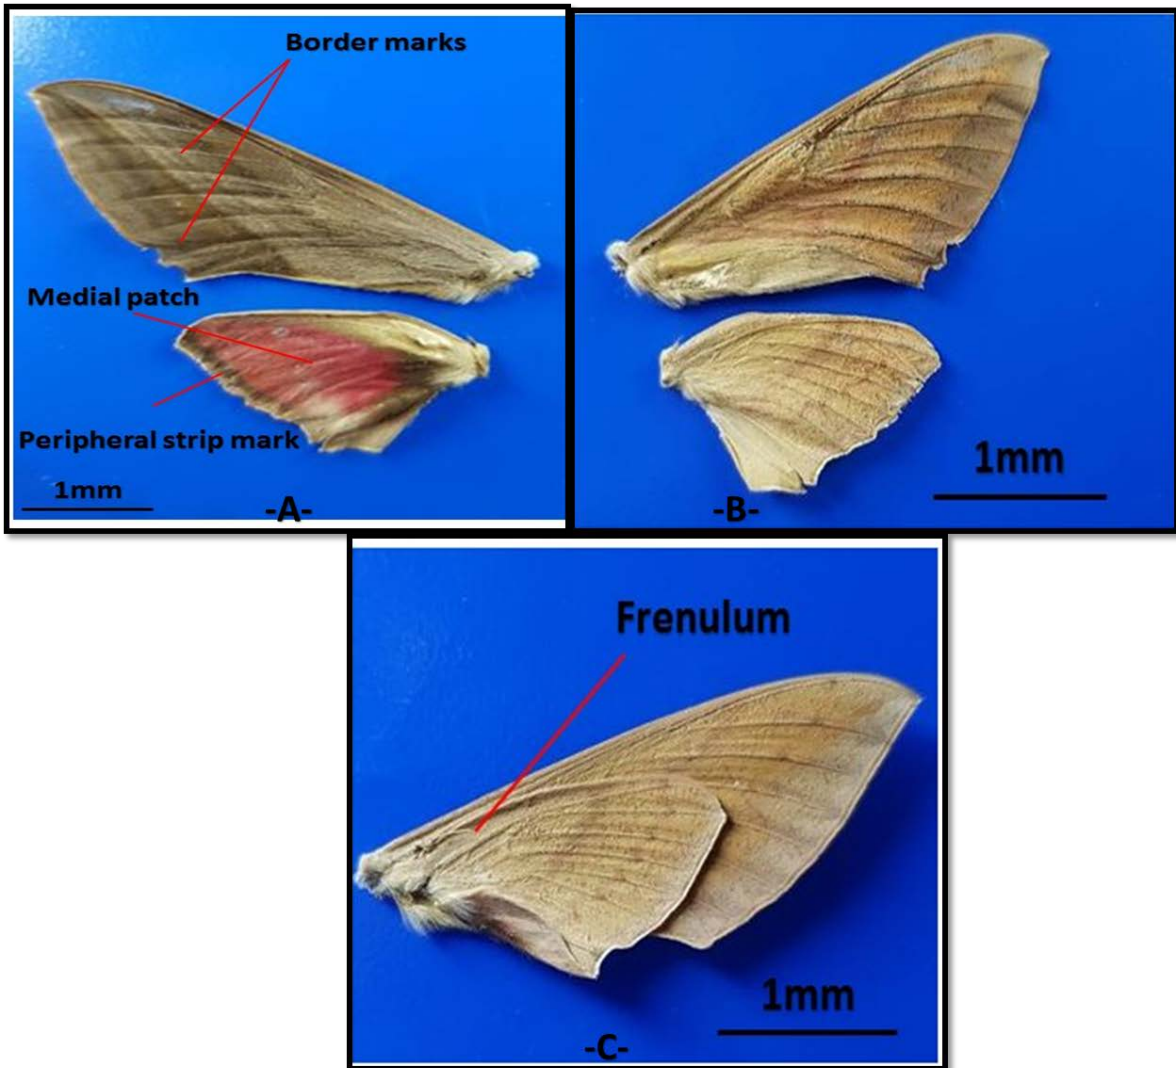 Border marks
Medial patch
Peripheral strip mark
1mm
-A-
1mm
-B-
Frenulum
1mm
-C-